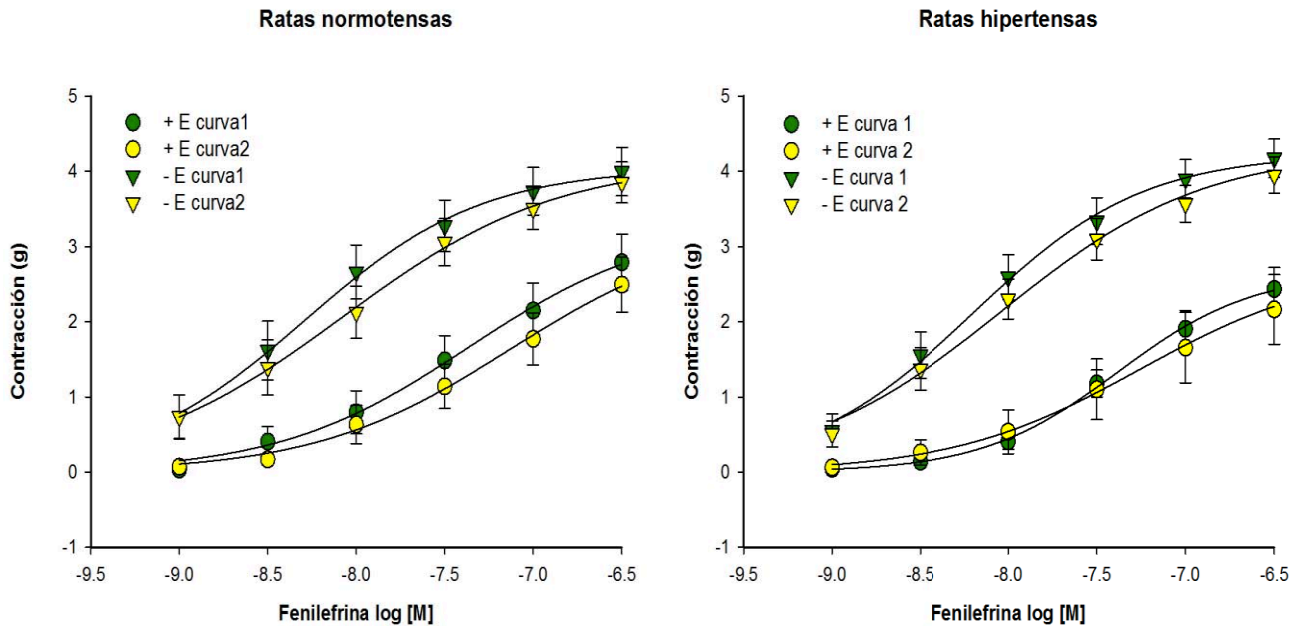 Ratas normotensas
5
4
3
2
1
0
-1
Contracción (g)
+ E curva1
+ E curva2
- E curva1
- E curva2
-9.5 -9.0 -8.5 -8.0 -7.5 -7.0 -6.5
Fenilefrina log [M]
Ratas hipertensas
5
4
3
2
1
0
-1
Contracción (g)
+ E curva 1
+ E curva 2
- E curva 1
- E curva 2
-9.5 -9.0 -8.5 -8.0 -7.5 -7.0 -6.5
Fenilefrina log [M]